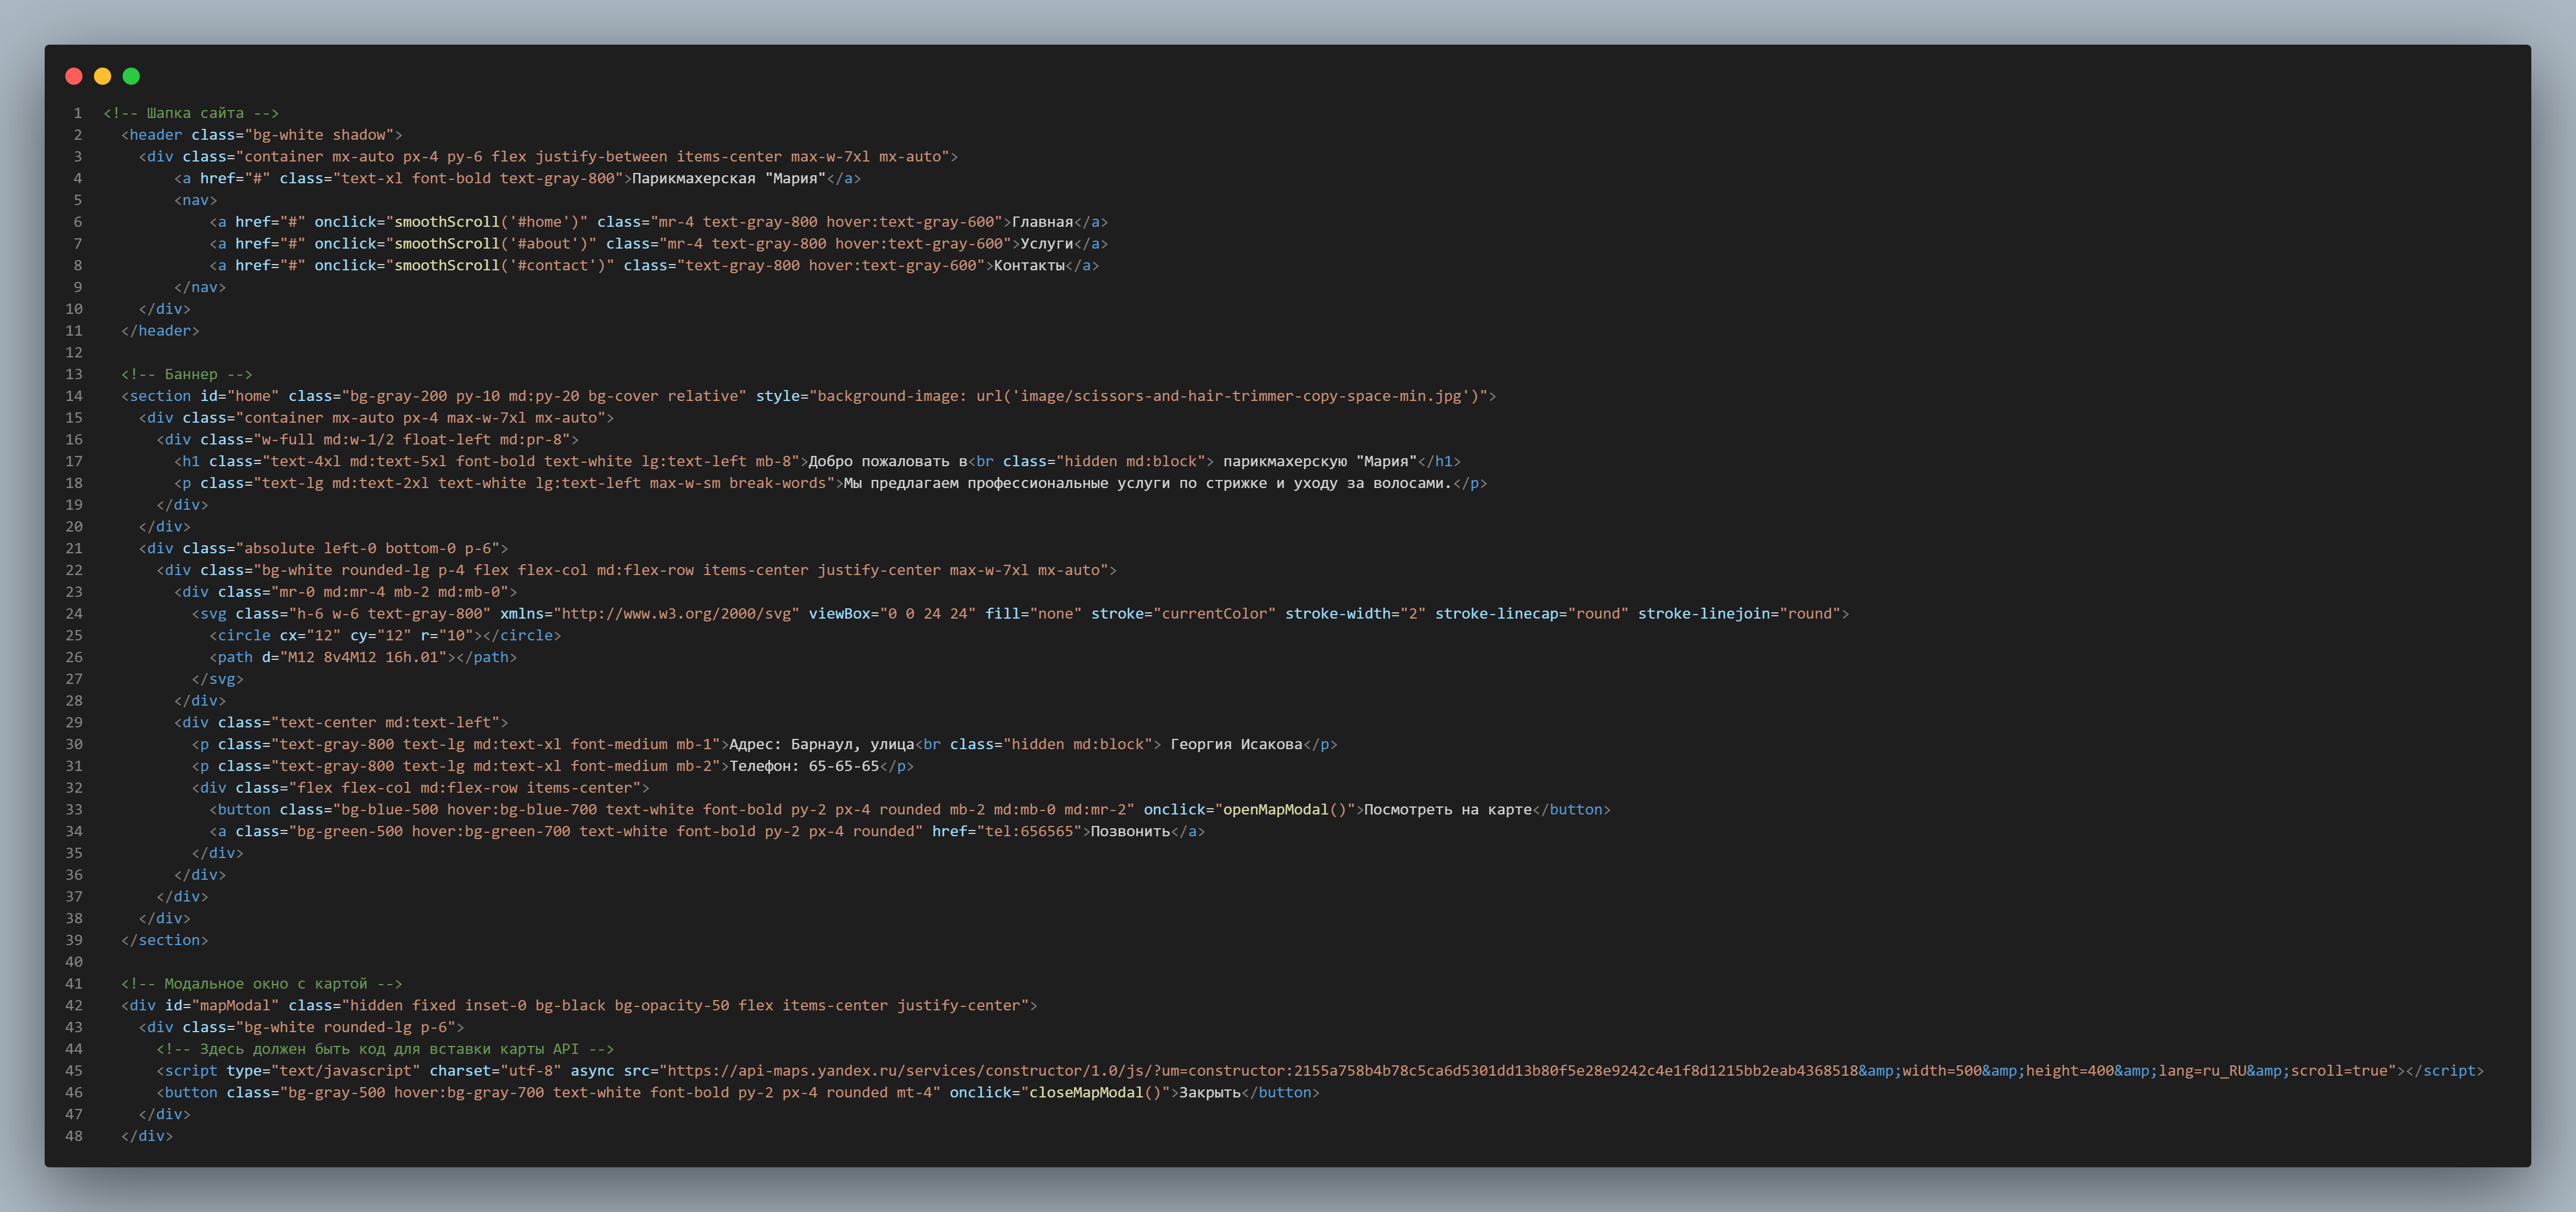 1 <!-- Шапка сайта -->
2 <header class="bg-white shadow">
3 <div class="container mx-auto px-4 py-6 flex justify-between items-center max-w-7xl mx-auto">
4 <a href="#" class="text-xl font-bold text-gray-800">Парикмахерская "Мария"</a>
5 <nav>
6 <a href="#" onclick="smoothScroll('#home')" class="mr-4 text-gray-800 hover:text-gray-600">Главная</a>
7 <a href="#" onclick="smoothScroll('#about')" class="mr-4 text-gray-800 hover:text-gray-600">Услуги</a>
8 <a href="#" onclick="smoothScroll('#contact')" class="text-gray-800 hover:text-gray-600">Контакты</a>
9 </nav>
10 </div>
11 </header>
12
13 <!-- Баннер -->
14 <section id="home" class="bg-gray-200 py-10 md:py-20 bg-cover relative" style="background-image: url('image/scissors-and-hair-trimmer-copy-space-min.jpg')">
15 <div class="container mx-auto px-4 max-w-7xl mx-auto">
16 <div class="w-full md:w-1/2 float-left md:pr-8">
17 <h1 class="text-4xl md:text-5xl font-bold text-white lg:text-left mb-8">Добро пожаловать в<br class="hidden md:block"> парикмахерскую "Мария"</h1>
18 <p class="text-lg md:text-2xl text-white lg:text-left max-w-sm break-words">Мы предлагаем профессиональные услуги по стрижке и уходу за волосами.</p>
19 </div>
20 </div>
21 <div class="absolute left-0 bottom-0 p-6">
22 <div class="bg-white rounded-lg p-4 flex flex-col md:flex-row items-center justify-center max-w-7xl mx-auto">
23 <div class="mr-0 md:mr-4 mb-2 md:mb-0">
24 <svg class="h-6 w-6 text-gray-800" xmlns="http://www.w3.org/2000/svg" viewBox="0 0 24 24" fill="none" stroke="currentColor" stroke-width="2" stroke-linecap="round" stroke-linejoin="round">
25 <circle cx="12" cy="12" r="10"></circle>
26 <path d="M12 8v4M12 16h.01"></path>
27 </svg>
28 </div>
29 <div class="text-center md:text-left">
30 <p class="text-gray-800 text-lg md:text-xl font-medium mb-1">Адрес: Барнаул, улица<br class="hidden md:block"> Георгия Исакова</p>
31 <p class="text-gray-800 text-lg md:text-xl font-medium mb-2">Телефон: 65-65-65</p>
32 <div class="flex flex-col md:flex-row items-center">
33 <button class="bg-blue-500 hover:bg-blue-700 text-white font-bold py-2 px-4 rounded mb-2 md:mb-0 md:mr-2" onclick="openMapModal()">Посмотреть на карте</button>
34 <a class="bg-green-500 hover:bg-green-700 text-white font-bold py-2 px-4 rounded" href="tel:656565">Позвонить</a>
35 </div>
36 </div>
37 </div>
38 </div>
39 </section>
40
41 <!-- Модальное окно с картой -->
42 <div id="mapModal" class="hidden fixed inset-0 bg-black bg-opacity-50 flex items-center justify-center">
43 <div class="bg-white rounded-lg p-6">
44 <!-- Здесь должен быть код для вставки карты API -->
45 <script type="text/javascript" charset="utf-8" async src="https://api-maps.yandex.ru/services/constructor/1.0/js/?um=constructor:2155a758b4b78c5ca6d5301dd13b80f5e28e9242c4e1f8d1215bb2eab4368518&amp;width=500&amp;height=400&amp;lang=ru_RU&amp;scroll=true"></script>
46 <button class="bg-gray-500 hover:bg-gray-700 text-white font-bold py-2 px-4 rounded mt-4" onclick="closeMapModal()">Закрыть</button>
47 </div>
48 </div>